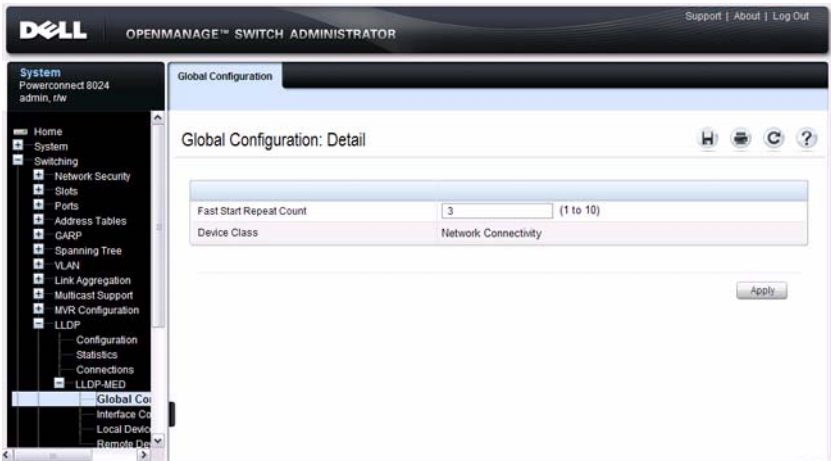 Support | About | Log Out
DELL OPENMANAGE™ SWITCH ADMINISTRATOR
System
Powerconnect 8024
admin, r/w
Global Configuration
Home
System
Switching
Network Security
Slots
Ports
Address Tables
GARP
Spanning Tree
VLAN
Link Aggregation
Multicast Support
MVR Configuration
LLDP
Configuration
Statistics
Connections
LLDP-MED
Global Co
Interface Co
Local Devic
Remote De
Global Configuration: Detail
Fast Start Repeat Count 3 (1 to 10)
Device Class Network Connectivity
Apply